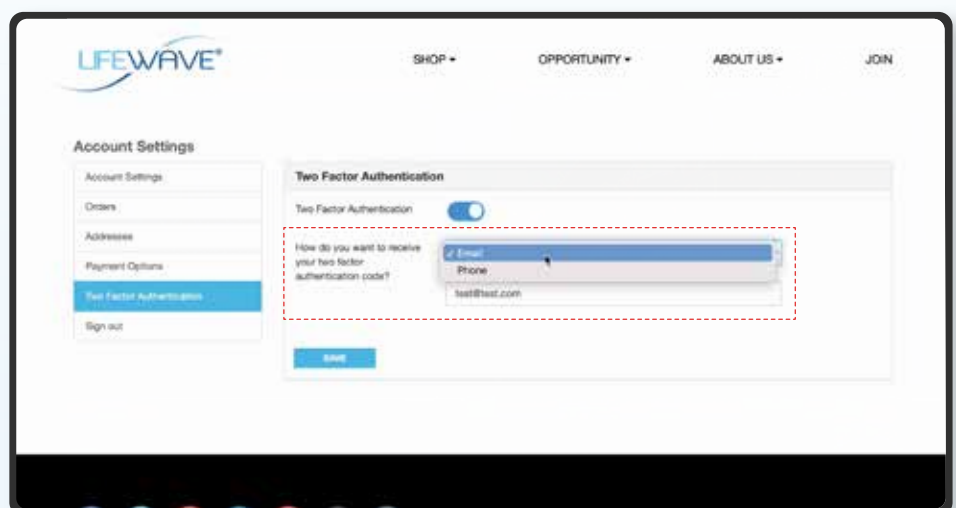 LIFEWAVE®
SHOP
OPPORTUNITY
ABOUT US
JOIN
Account Settings
Account Settings
Orders
Addresses
Payment Options
Two Factor Authentication
Sign out
Two Factor Authentication
Two Factor Authentication
How do you want to receive
your two factor
authentication code?
✓ Email
Phone
test@test.com
SAVE